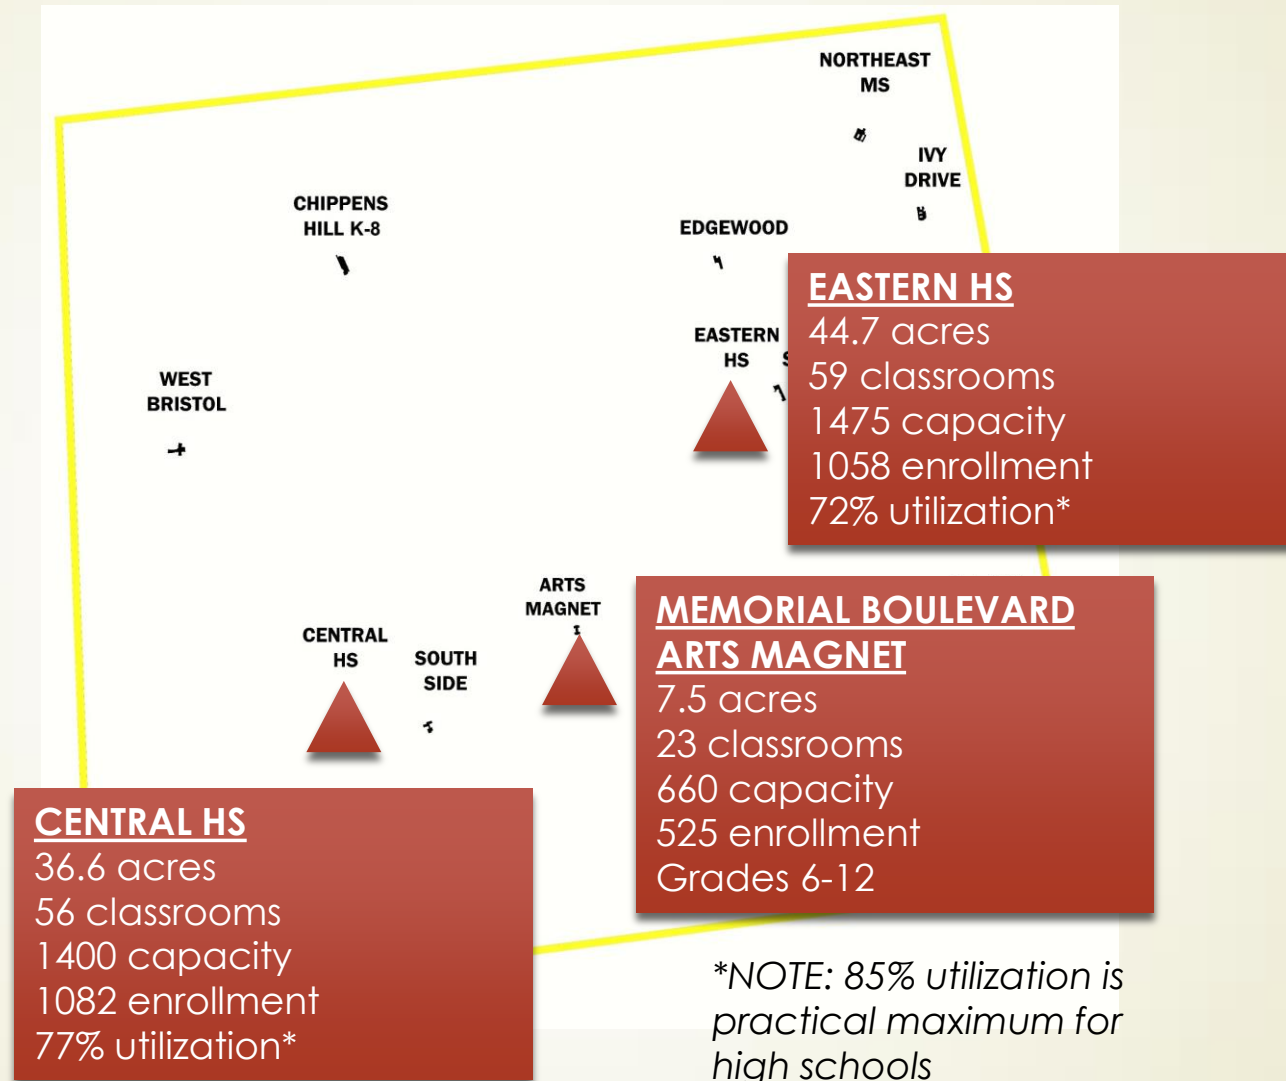 NORTHEAST
MS
IVY
DRIVE
CHIPPENS
HILL K-8
EDGEWOOD
EASTERN
HS
WEST
BRISTOL
EASTERN HS
44.7 acres
59 classrooms
1475 capacity
1058 enrollment
72% utilization*
ARTS
MAGNET
CENTRAL
HS
SOUTH
SIDE
MEMORIAL BOULEVARD
ARTS MAGNET
7.5 acres
23 classrooms
660 capacity
525 enrollment
Grades 6-12
CENTRAL HS
36.6 acres
56 classrooms
1400 capacity
1082 enrollment
77% utilization*
*NOTE: 85% utilization is
practical maximum for
high schools